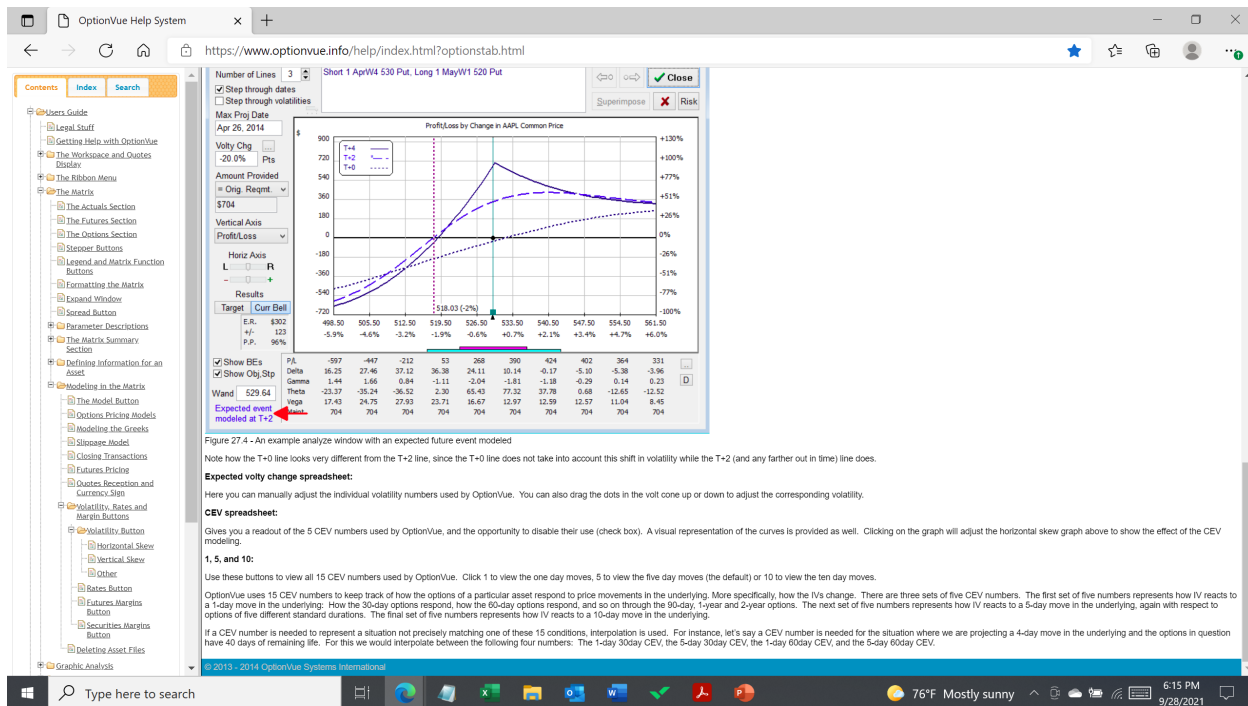 OptionVue Help System
https://www.optionvue.info/help/index.html?optionstab.html
Contents
Index
Search
Users Guide
Legal Stuff
Getting Help with OptionVue
The Workspace and Quotes
Display
The Ribbon Menu
The Matrix
The Actuals Section
The Futures Section
The Options Section
Stepper Buttons
Legend and Matrix Function
Buttons
Formatting the Matrix
Expand Window
Spread Button
Parameter Descriptions
The Matrix Summary
Section
Defining Information for an
Asset
Modeling in the Matrix
The Model Button
Options Pricing Models
Modeling the Greeks
Slippage Model
Closing Transactions
Futures Pricing
Quotes Reception and
Currency Sign
Volatility, Rates and
Margin Buttons
Volatility Button
Horizontal Skew
Vertical Skew
Other
Rates Button
Futures Margins
Button
Securities Margins
Button
Deleting Asset Files
Graphic Analysis
Number of Lines 3
Short 1 AprW4 530 Put, Long 1 MayW1 520 Put
Close
Step through dates
Step through volatilities
Superimpose
Risk
Max Proj Date
Apr 26, 2014
Volty Chg ...
-20.0% Pts
Amount Provided
= Orig. Reqmt.
$704
Vertical Axis
Profit/Loss
Horiz Axis
L R
- +
Results
Target Curr Bell
E.R. $302
+/- 123
P.P. 96%
Profit/Loss by Change in AAPL Common Price
$
T+4
T+2
T+0
900 +130%
720 +100%
540 +77%
360 +51%
180 +26%
0 0%
-180 -26%
-360 -51%
-540 -77%
-720 -100%
518.03 (-2%)
498.50 505.50 512.50 519.50 526.50 533.50 540.50 547.50 554.50 561.50
-5.9% -4.6% -3.2% -1.9% -0.6% +0.7% +2.1% +3.4% +4.7% +6.0%
Show BEs
Show Obj,Stp
Wand 529.64
Expected event
modeled at T+2
P/L -597 -447 -212 53 268 390 424 402 364 331
Delta 16.25 27.46 37.12 36.38 24.11 10.14 -0.17 -5.10 -5.38 -3.96
Gamma 1.44 1.66 0.84 -1.11 -2.04 -1.81 -1.18 -0.29 0.14 0.23
D
Theta -23.37 -35.24 -36.52 2.30 65.43 77.32 37.78 0.68 -12.65 -12.52
Vega 17.43 24.75 27.93 23.71 16.67 12.97 12.59 12.57 11.04 8.45
704 704 704 704 704 704 704 704 704 704
Figure 27.4 - An example analyze window with an expected future event modeled
Note how the T+0 line looks very different from the T+2 line, since the T+0 line does not take into account this shift in volatility while the T+2 (and any farther out in time) line does.
Expected volty change spreadsheet:
Here you can manually adjust the individual volatility numbers used by OptionVue. You can also drag the dots in the volt cone up or down to adjust the corresponding volatility.
CEV spreadsheet:
Gives you a readout of the 5 CEV numbers used by OptionVue, and the opportunity to disable their use (check box). A visual representation of the curves is provided as well. Clicking on the graph will adjust the horizontal skew graph above to show the effect of the CEV
modeling.
1, 5, and 10:
Use these buttons to view all 15 CEV numbers used by OptionVue. Click 1 to view the one day moves, 5 to view the five day moves (the default) or 10 to view the ten day moves.
OptionVue uses 15 CEV numbers to keep track of how the options of a particular asset respond to price movements in the underlying. More specifically, how the IVs change. There are three sets of five CEV numbers. The first set of five numbers represents how IV reacts to
a 1-day move in the underlying: How the 30-day options respond, how the 60-day options respond, and so on through the 90-day, 1-year and 2-year options. The next set of five numbers represents how IV reacts to a 5-day move in the underlying, again with respect to
options of five different standard durations. The final set of five numbers represents how IV reacts to a 10-day move in the underlying.
If a CEV number is needed to represent a situation not precisely matching one of these 15 conditions, interpolation is used. For instance, let's say a CEV number is needed for the situation where we are projecting a 4-day move in the underlying and the options in question
have 40 days of remaining life. For this we would interpolate between the following four numbers: The 1-day 30day CEV, the 5-day 30day CEV, the 1-day 60day CEV, and the 5-day 60day CEV.
© 2013 - 2014 OptionVue Systems International
Type here to search
76°F Mostly sunny
6:15 PM
9/28/2021